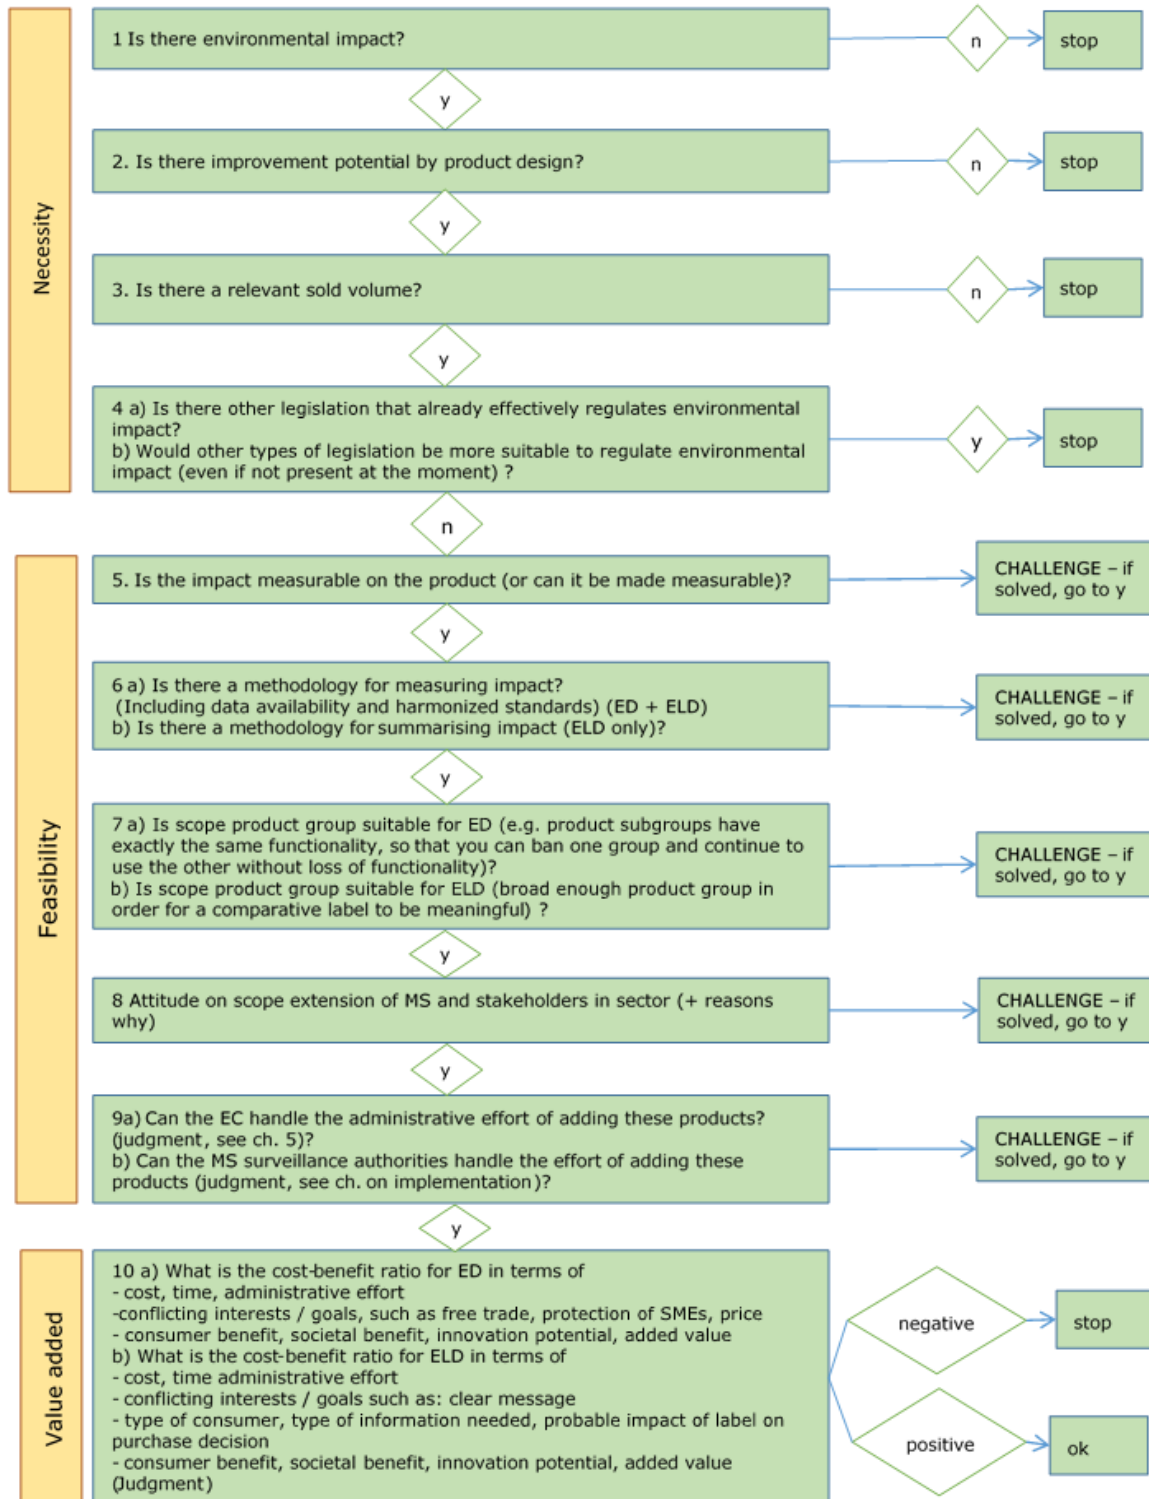 Necessity
1 Is there environmental impact?
n
stop
y
2. Is there improvement potential by product design?
n
stop
y
3. Is there a relevant sold volume?
n
stop
y
4 a) Is there other legislation that already effectively regulates environmental
impact?
b) Would other types of legislation be more suitable to regulate environmental
impact (even if not present at the moment) ?
y
stop
n
Feasibility
5. Is the impact measurable on the product (or can it be made measurable)?
CHALLENGE – if
solved, go to y
y
6 a) Is there a methodology for measuring impact?
(Including data availability and harmonized standards) (ED + ELD)
b) Is there a methodology for summarising impact (ELD only)?
CHALLENGE – if
solved, go to y
y
7 a) Is scope product group suitable for ED (e.g. product subgroups have
exactly the same functionality, so that you can ban one group and continue to
use the other without loss of functionality)?
b) Is scope product group suitable for ELD (broad enough product group in
order for a comparative label to be meaningful) ?
CHALLENGE – if
solved, go to y
y
8 Attitude on scope extension of MS and stakeholders in sector (+ reasons
why)
CHALLENGE – if
solved, go to y
y
9a) Can the EC handle the administrative effort of adding these products?
(judgment, see ch. 5)?
b) Can the MS surveillance authorities handle the effort of adding these
products (judgment, see ch. on implementation)?
CHALLENGE – if
solved, go to y
y
Value added
10 a) What is the cost-benefit ratio for ED in terms of
- cost, time, administrative effort
-conflicting interests / goals, such as free trade, protection of SMEs, price
- consumer benefit, societal benefit, innovation potential, added value
b) What is the cost-benefit ratio for ELD in terms of
- cost, time administrative effort
- conflicting interests / goals such as: clear message
- type of consumer, type of information needed, probable impact of label on
purchase decision
- consumer benefit, societal benefit, innovation potential, added value
(Judgment)
negative
stop
positive
ok